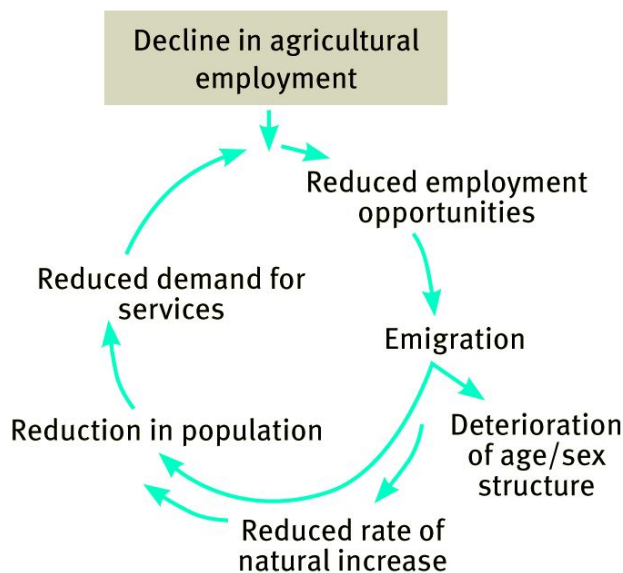 Decline in agricultural
employment
Reduced employment
opportunities
Emigration
Deterioration
of age/sex
structure
Reduced rate of
natural increase
Reduction in population
Reduced demand for
services